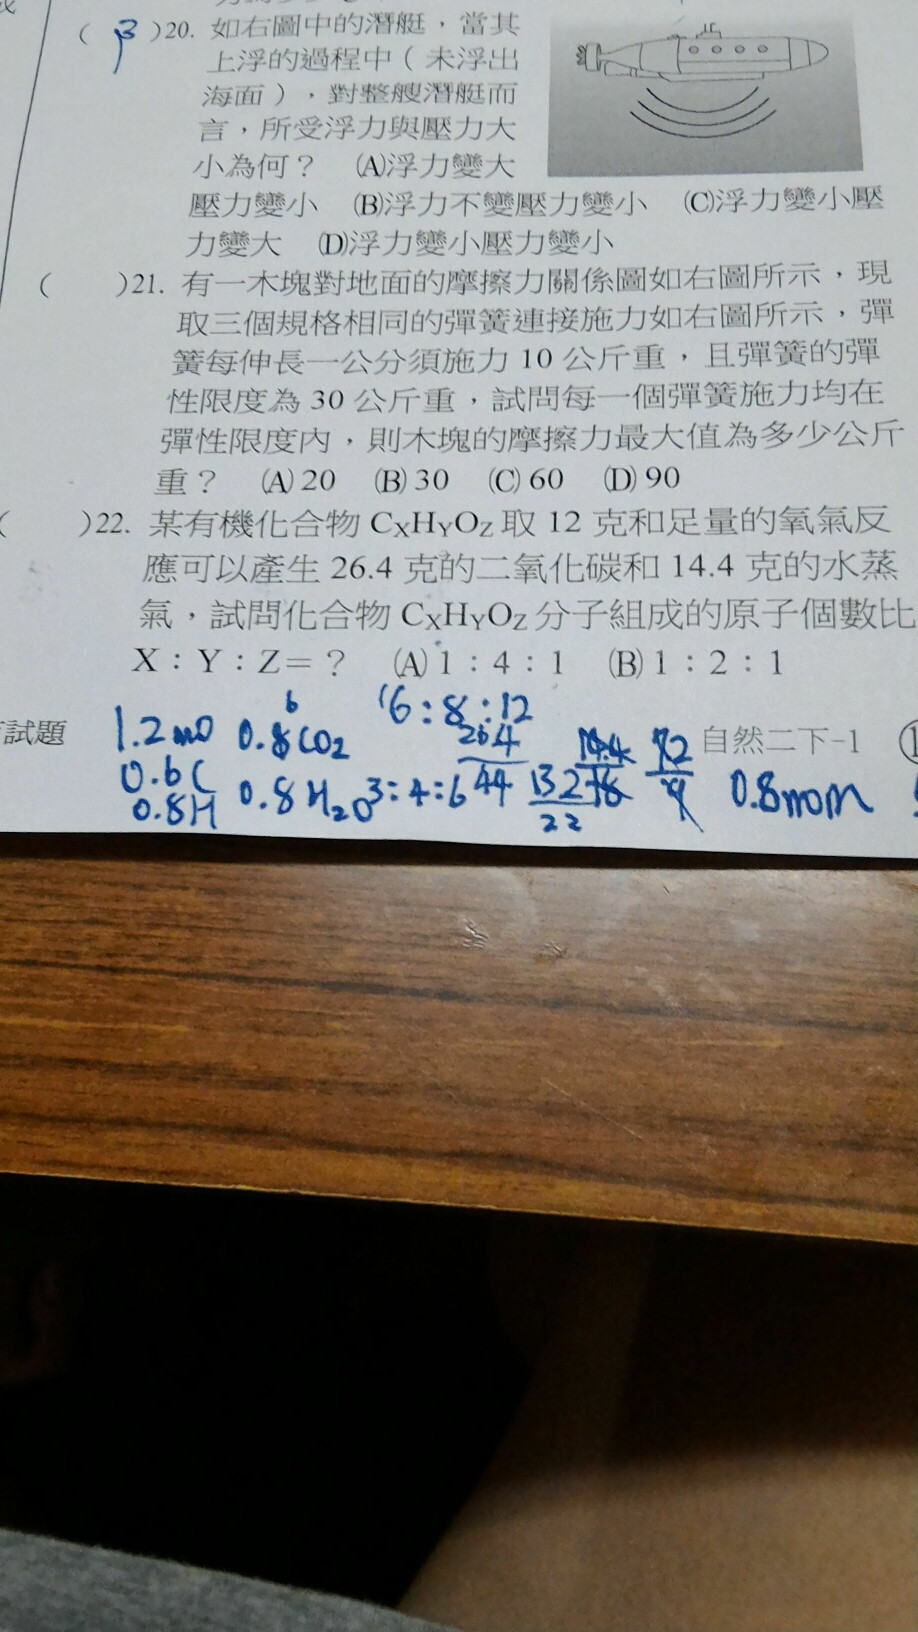 (β)20. 如右圖中的潛艇，當其
上浮的過程中（未浮出
海面），對整艘潛艇而
言，所受浮力與壓力大
小為何？ (A)浮力變大
壓力變小 (B)浮力不變壓力變小 (C)浮力變小壓
力變大 (D)浮力變小壓力變小
( )21. 有一木塊對地面的摩擦力關係圖如右圖所示，現
取三個規格相同的彈簧連接施力如右圖所示，彈
簧每伸長一公分須施力 10 公斤重，且彈簧的彈
性限度為 30 公斤重，試問每一個彈簧施力均在
彈性限度內，則木塊的摩擦力最大值為多少公斤
重？ (A) 20 (B) 30 (C) 60 (D) 90
( )22. 某有機化合物 CXHYOZ 取 12 克和足量的氧氣反
應可以產生 26.4 克的二氧化碳和 14.4 克的水蒸
氣，試問化合物 CXHYOZ 分子組成的原子個數比
X：Y：Z＝？ (A) 1：4：1 (B) 1：2：1
試題
自然二下-1
6:8:12
1.2 mO 0.6 CO2
26.4
44
0.6C
0.8H
0.8 H2O
3:4:6
13.2
22
14.4
18
0.8mom